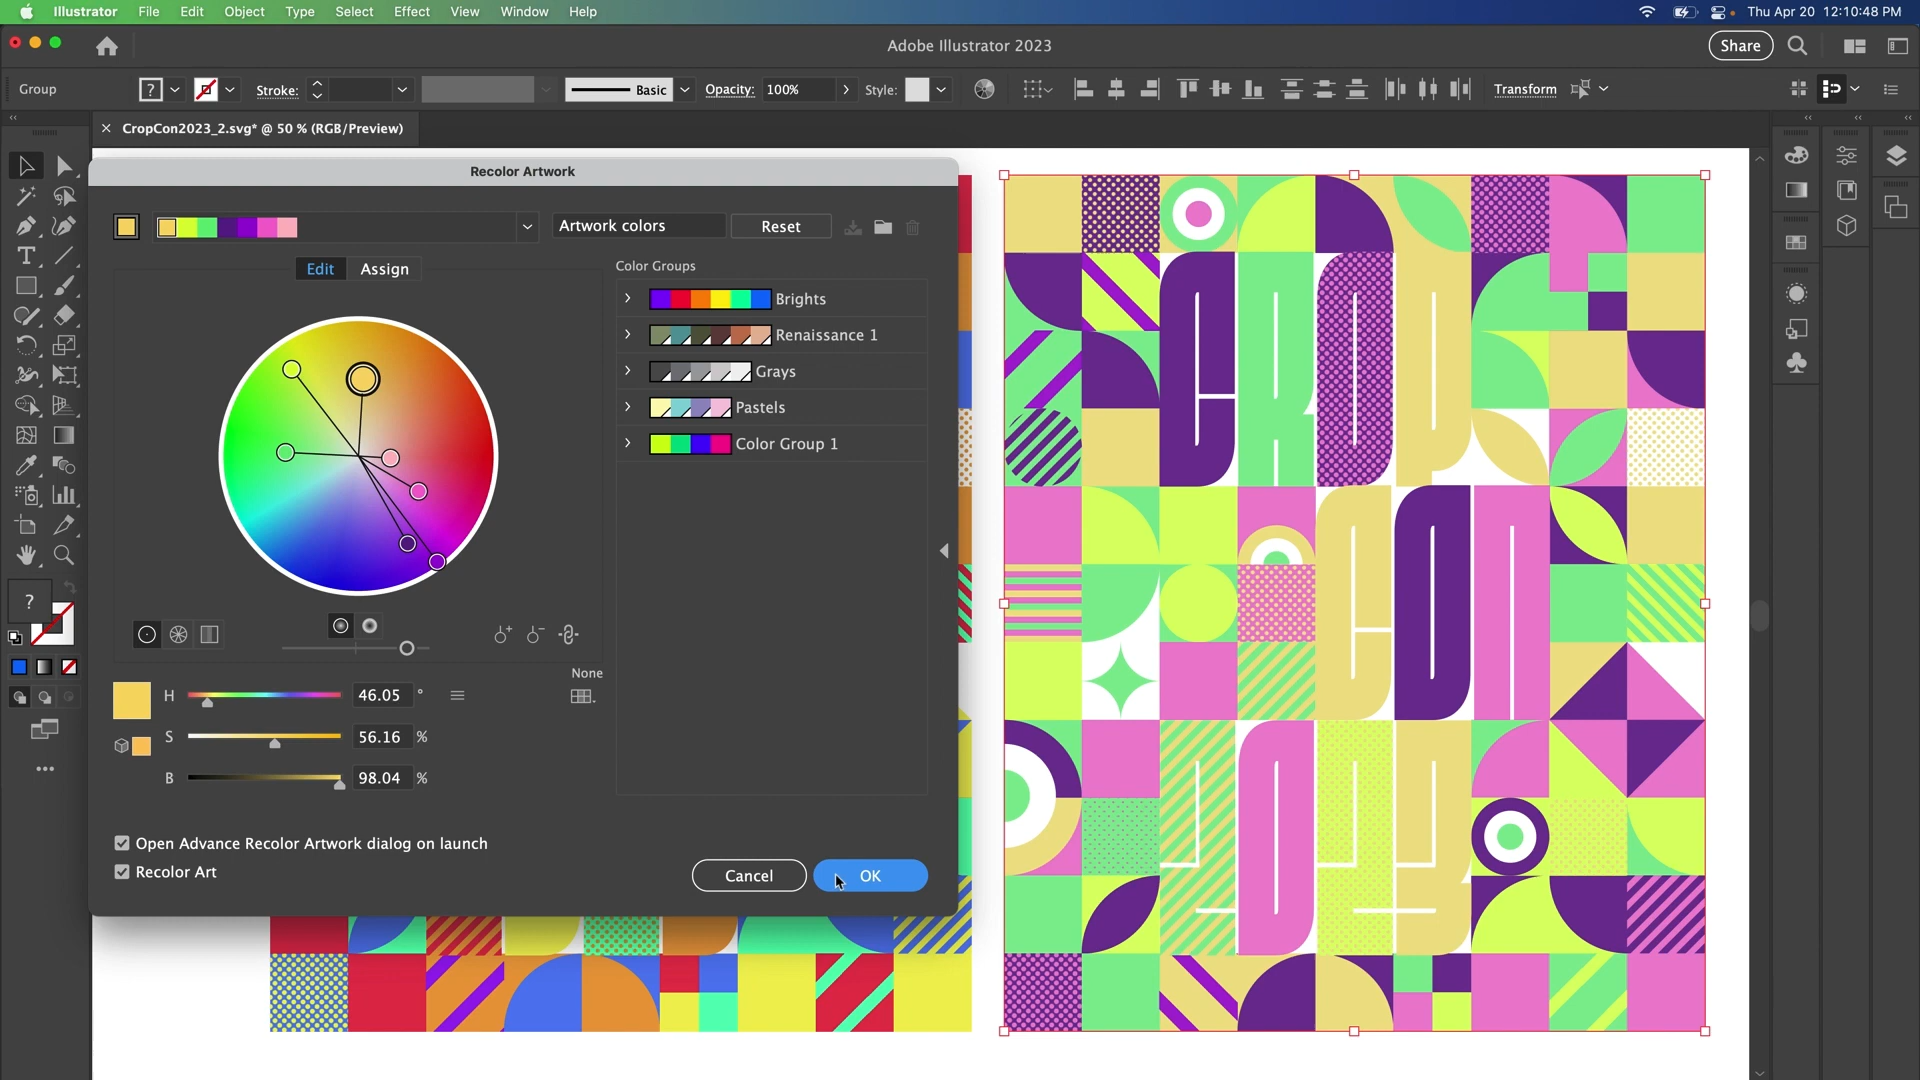 Illustrator File Edit Object Type Select Effect View Window Help Thu Apr 20 12:10:48 PM
Adobe Illustrator 2023 Share
Group ? Stroke: Basic Opacity: 100% Style: Transform
CropCon2023_2.svg* @ 50 % (RGB/Preview)
Recolor Artwork
Artwork colors Reset
Edit Assign
Color Groups
Brights
Renaissance 1
Grays
Pastels
Color Group 1
?
None
H 46.05 °
S 56.16 %
B 98.04 %
Open Advance Recolor Artwork dialog on launch
Recolor Art
Cancel OK
CROP
CON